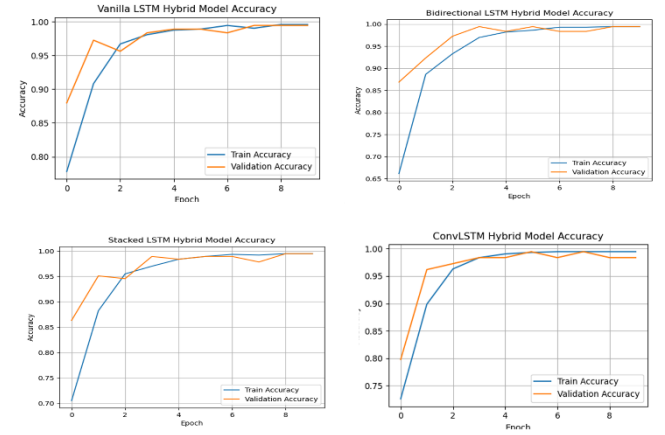 Vanilla LSTM Hybrid Model Accuracy
1.00
0.95
0.90
0.85
0.80
Accuracy
0 2 4 6 8
Epoch
Train Accuracy
Validation Accuracy
Bidirectional LSTM Hybrid Model Accuracy
1.00
0.95
0.90
0.85
0.80
0.75
0.70
0.65
Accuracy
0 2 4 6 8
Epoch
Train Accuracy
Validation Accuracy
Stacked LSTM Hybrid Model Accuracy
1.00
0.95
0.90
0.85
0.80
0.75
0.70
Accuracy
0 2 4 6 8
Epoch
Train Accuracy
Validation Accuracy
ConvLSTM Hybrid Model Accuracy
1.00
0.95
0.90
0.85
0.80
0.75
0 2 4 6 8
Epoch
Train Accuracy
Validation Accuracy